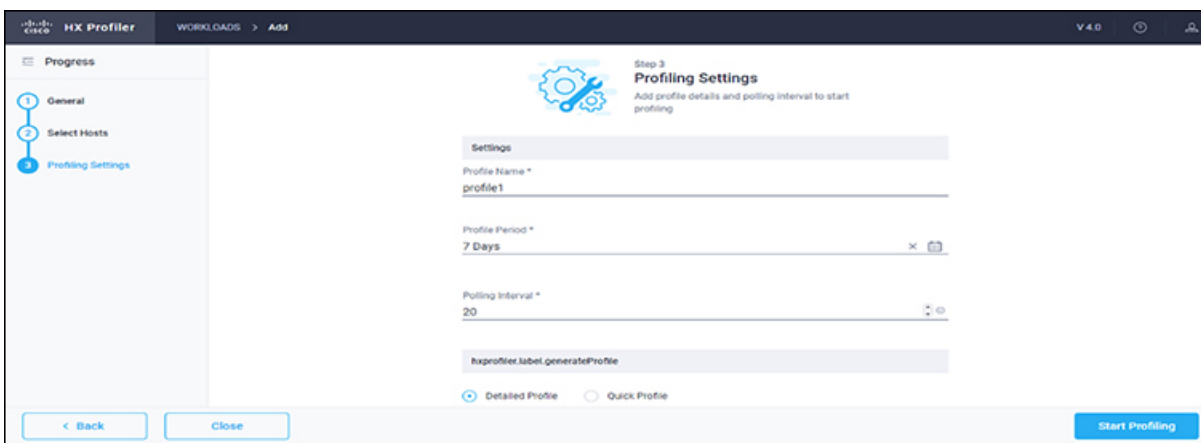 cisco HX Profiler WORKLOADS > Add V 4.0
Progress
1 General
2 Select Hosts
3 Profiling Settings
Step 3
Profiling Settings
Add profile details and polling interval to start
profiling
Settings
Profile Name *
profile1
Profile Period *
7 Days
Polling Interval *
20
hxprofiler.label.generateProfile
Detailed Profile Quick Profile
< Back Close Start Profiling